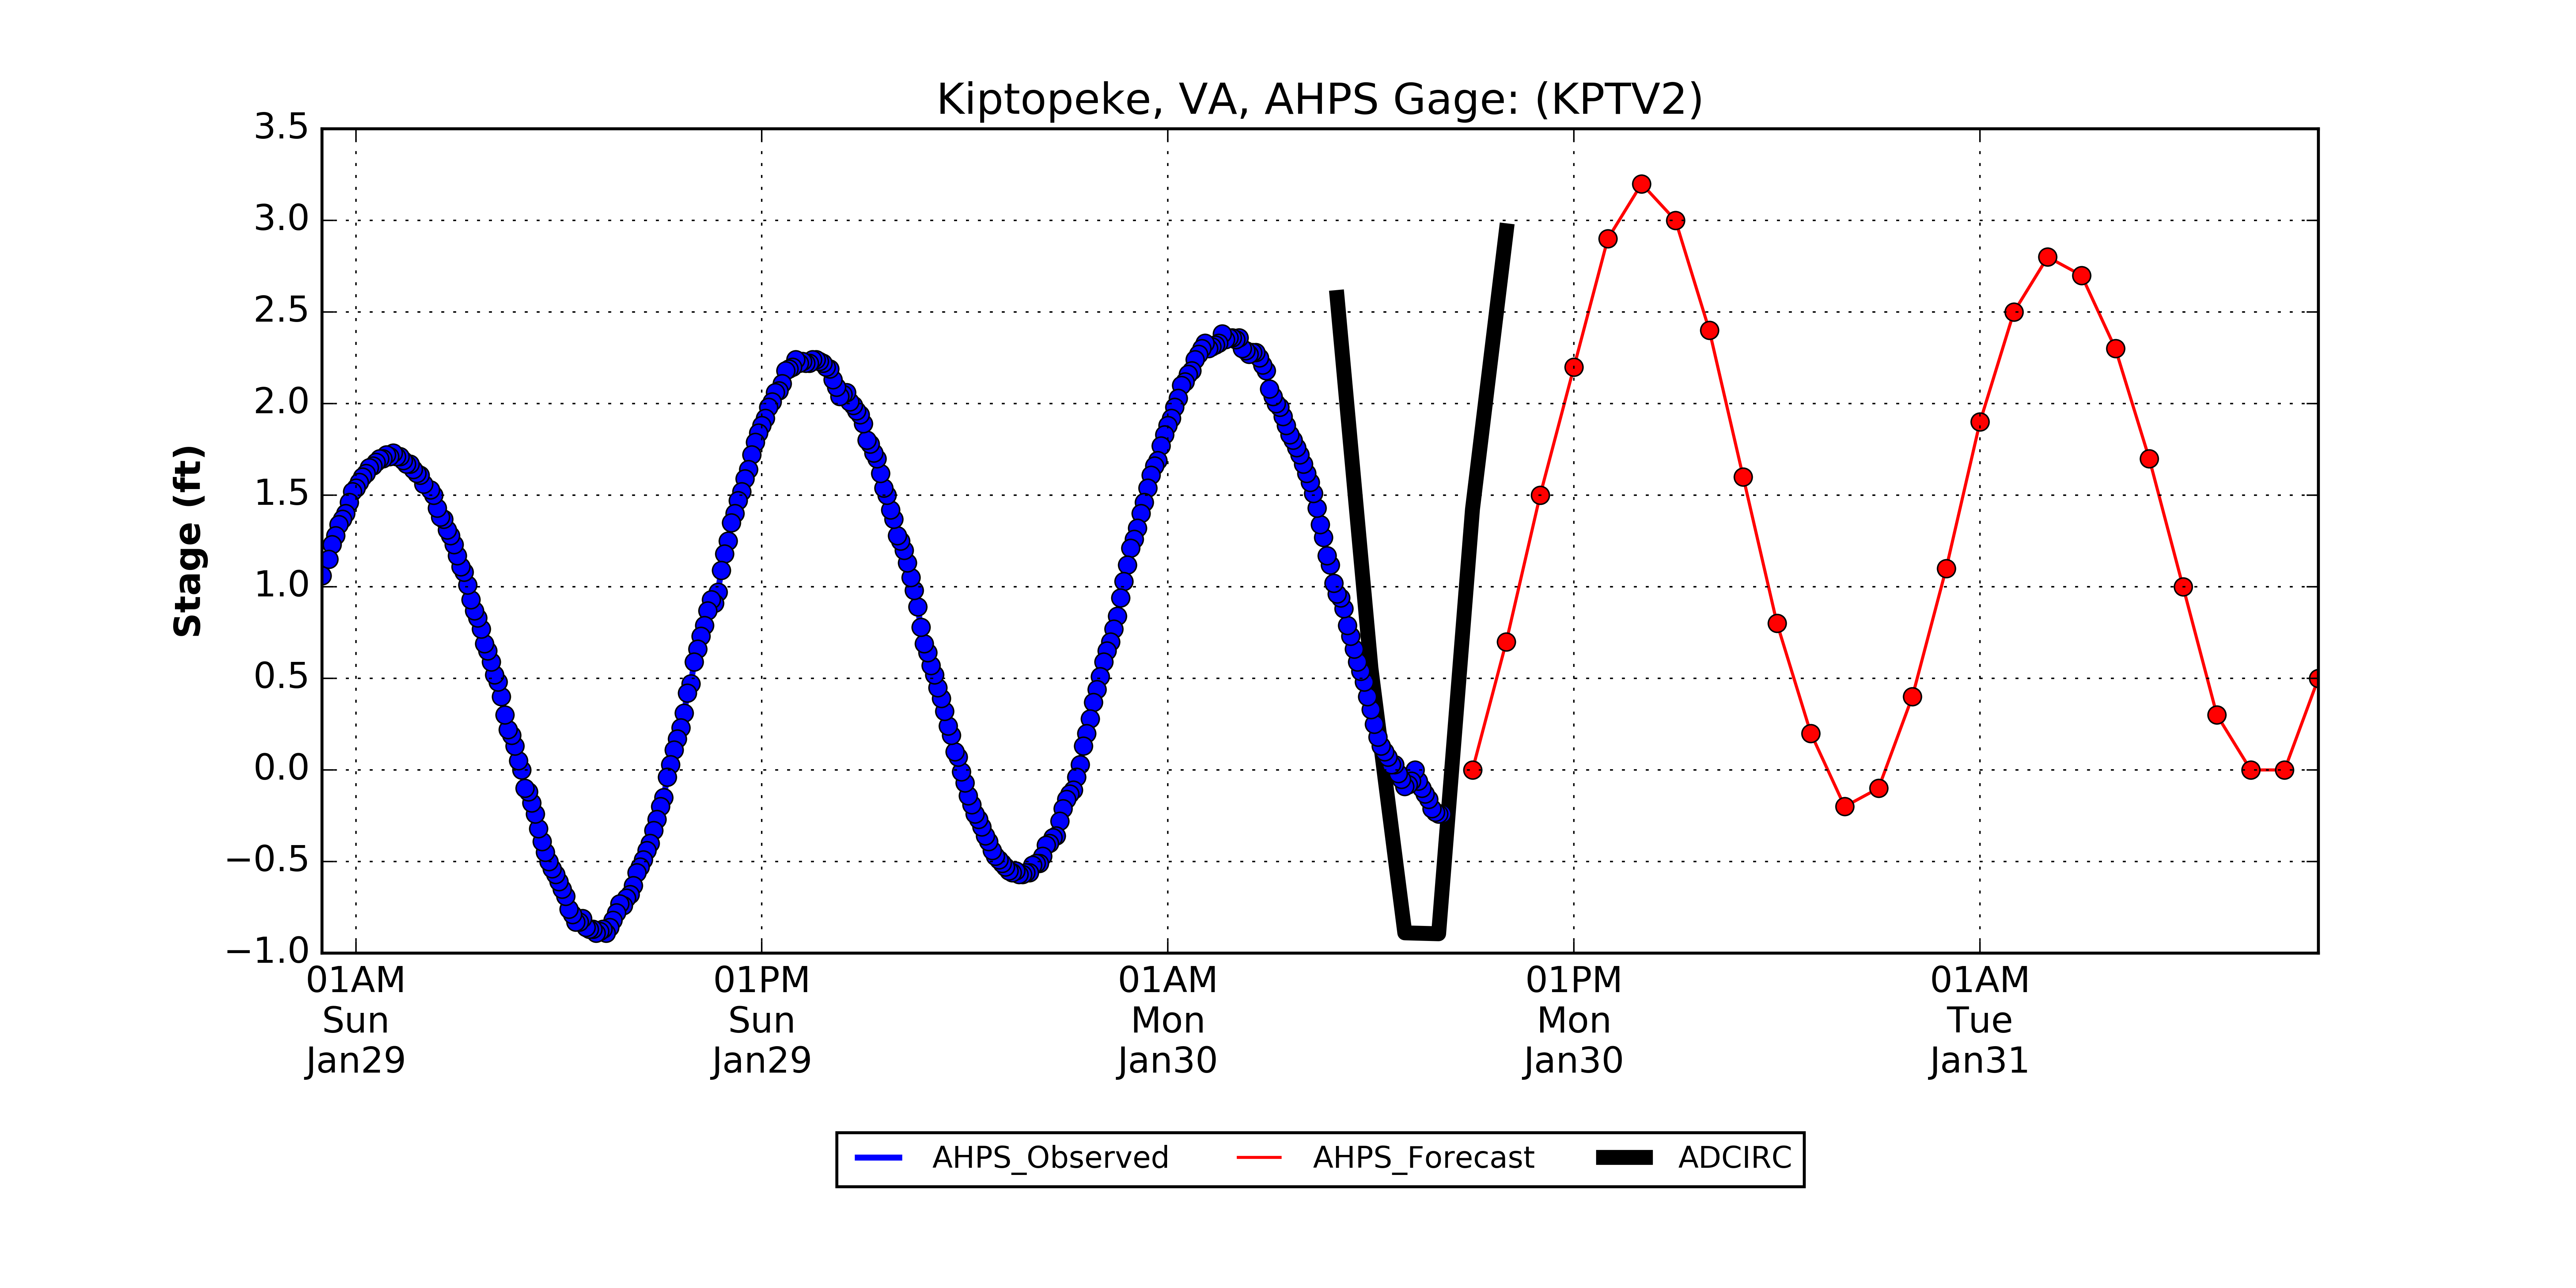 Kiptopeke, VA, AHPS Gage: (KPTV2)
Stage (ft)
3.5
3.0
2.5
2.0
1.5
1.0
0.5
0.0
−0.5
−1.0
01AM 01PM 01AM 01PM 01AM
Sun Sun Mon Mon Tue
Jan29 Jan29 Jan30 Jan30 Jan31
AHPS_Observed AHPS_Forecast ADCIRC